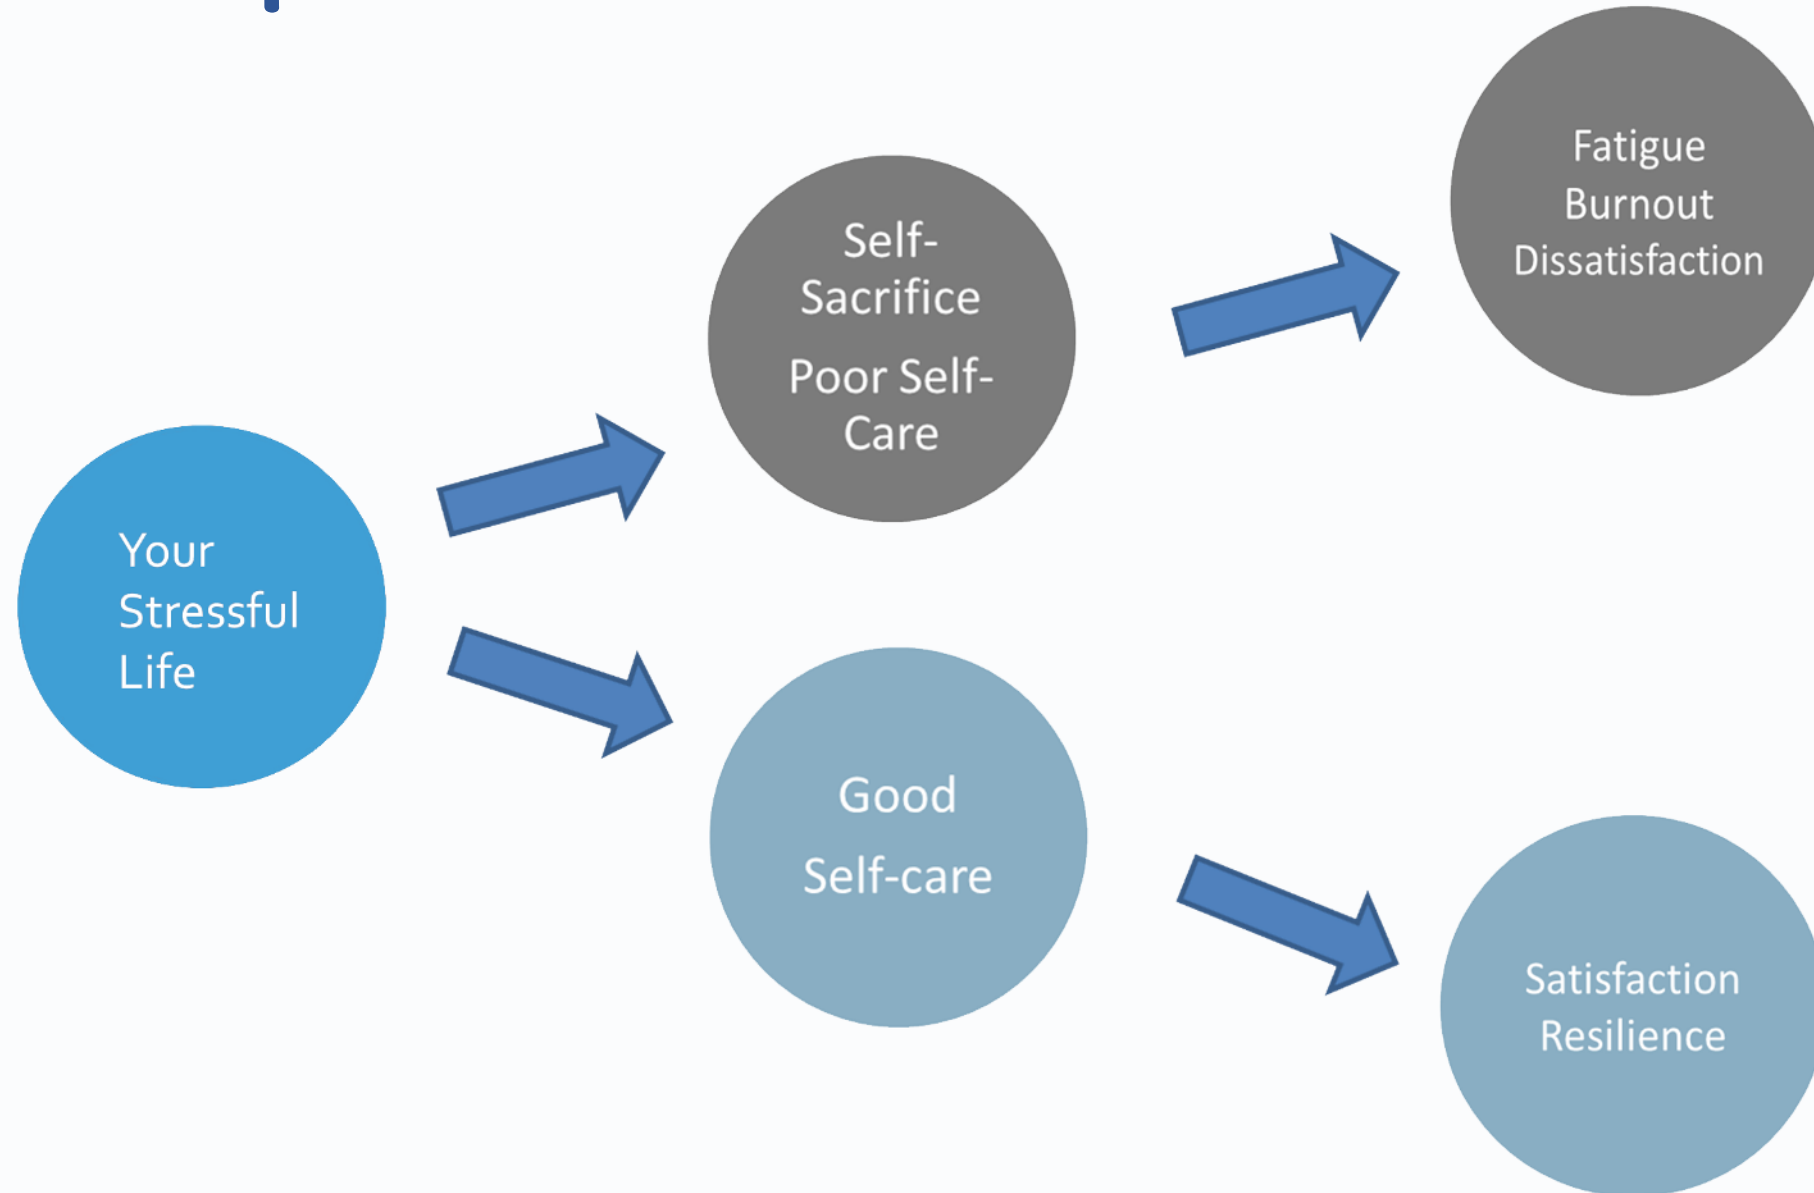 Your
Stressful
Life
Self-
Sacrifice
Poor Self-
Care
Fatigue
Burnout
Dissatisfaction
Good
Self-care
Satisfaction
Resilience